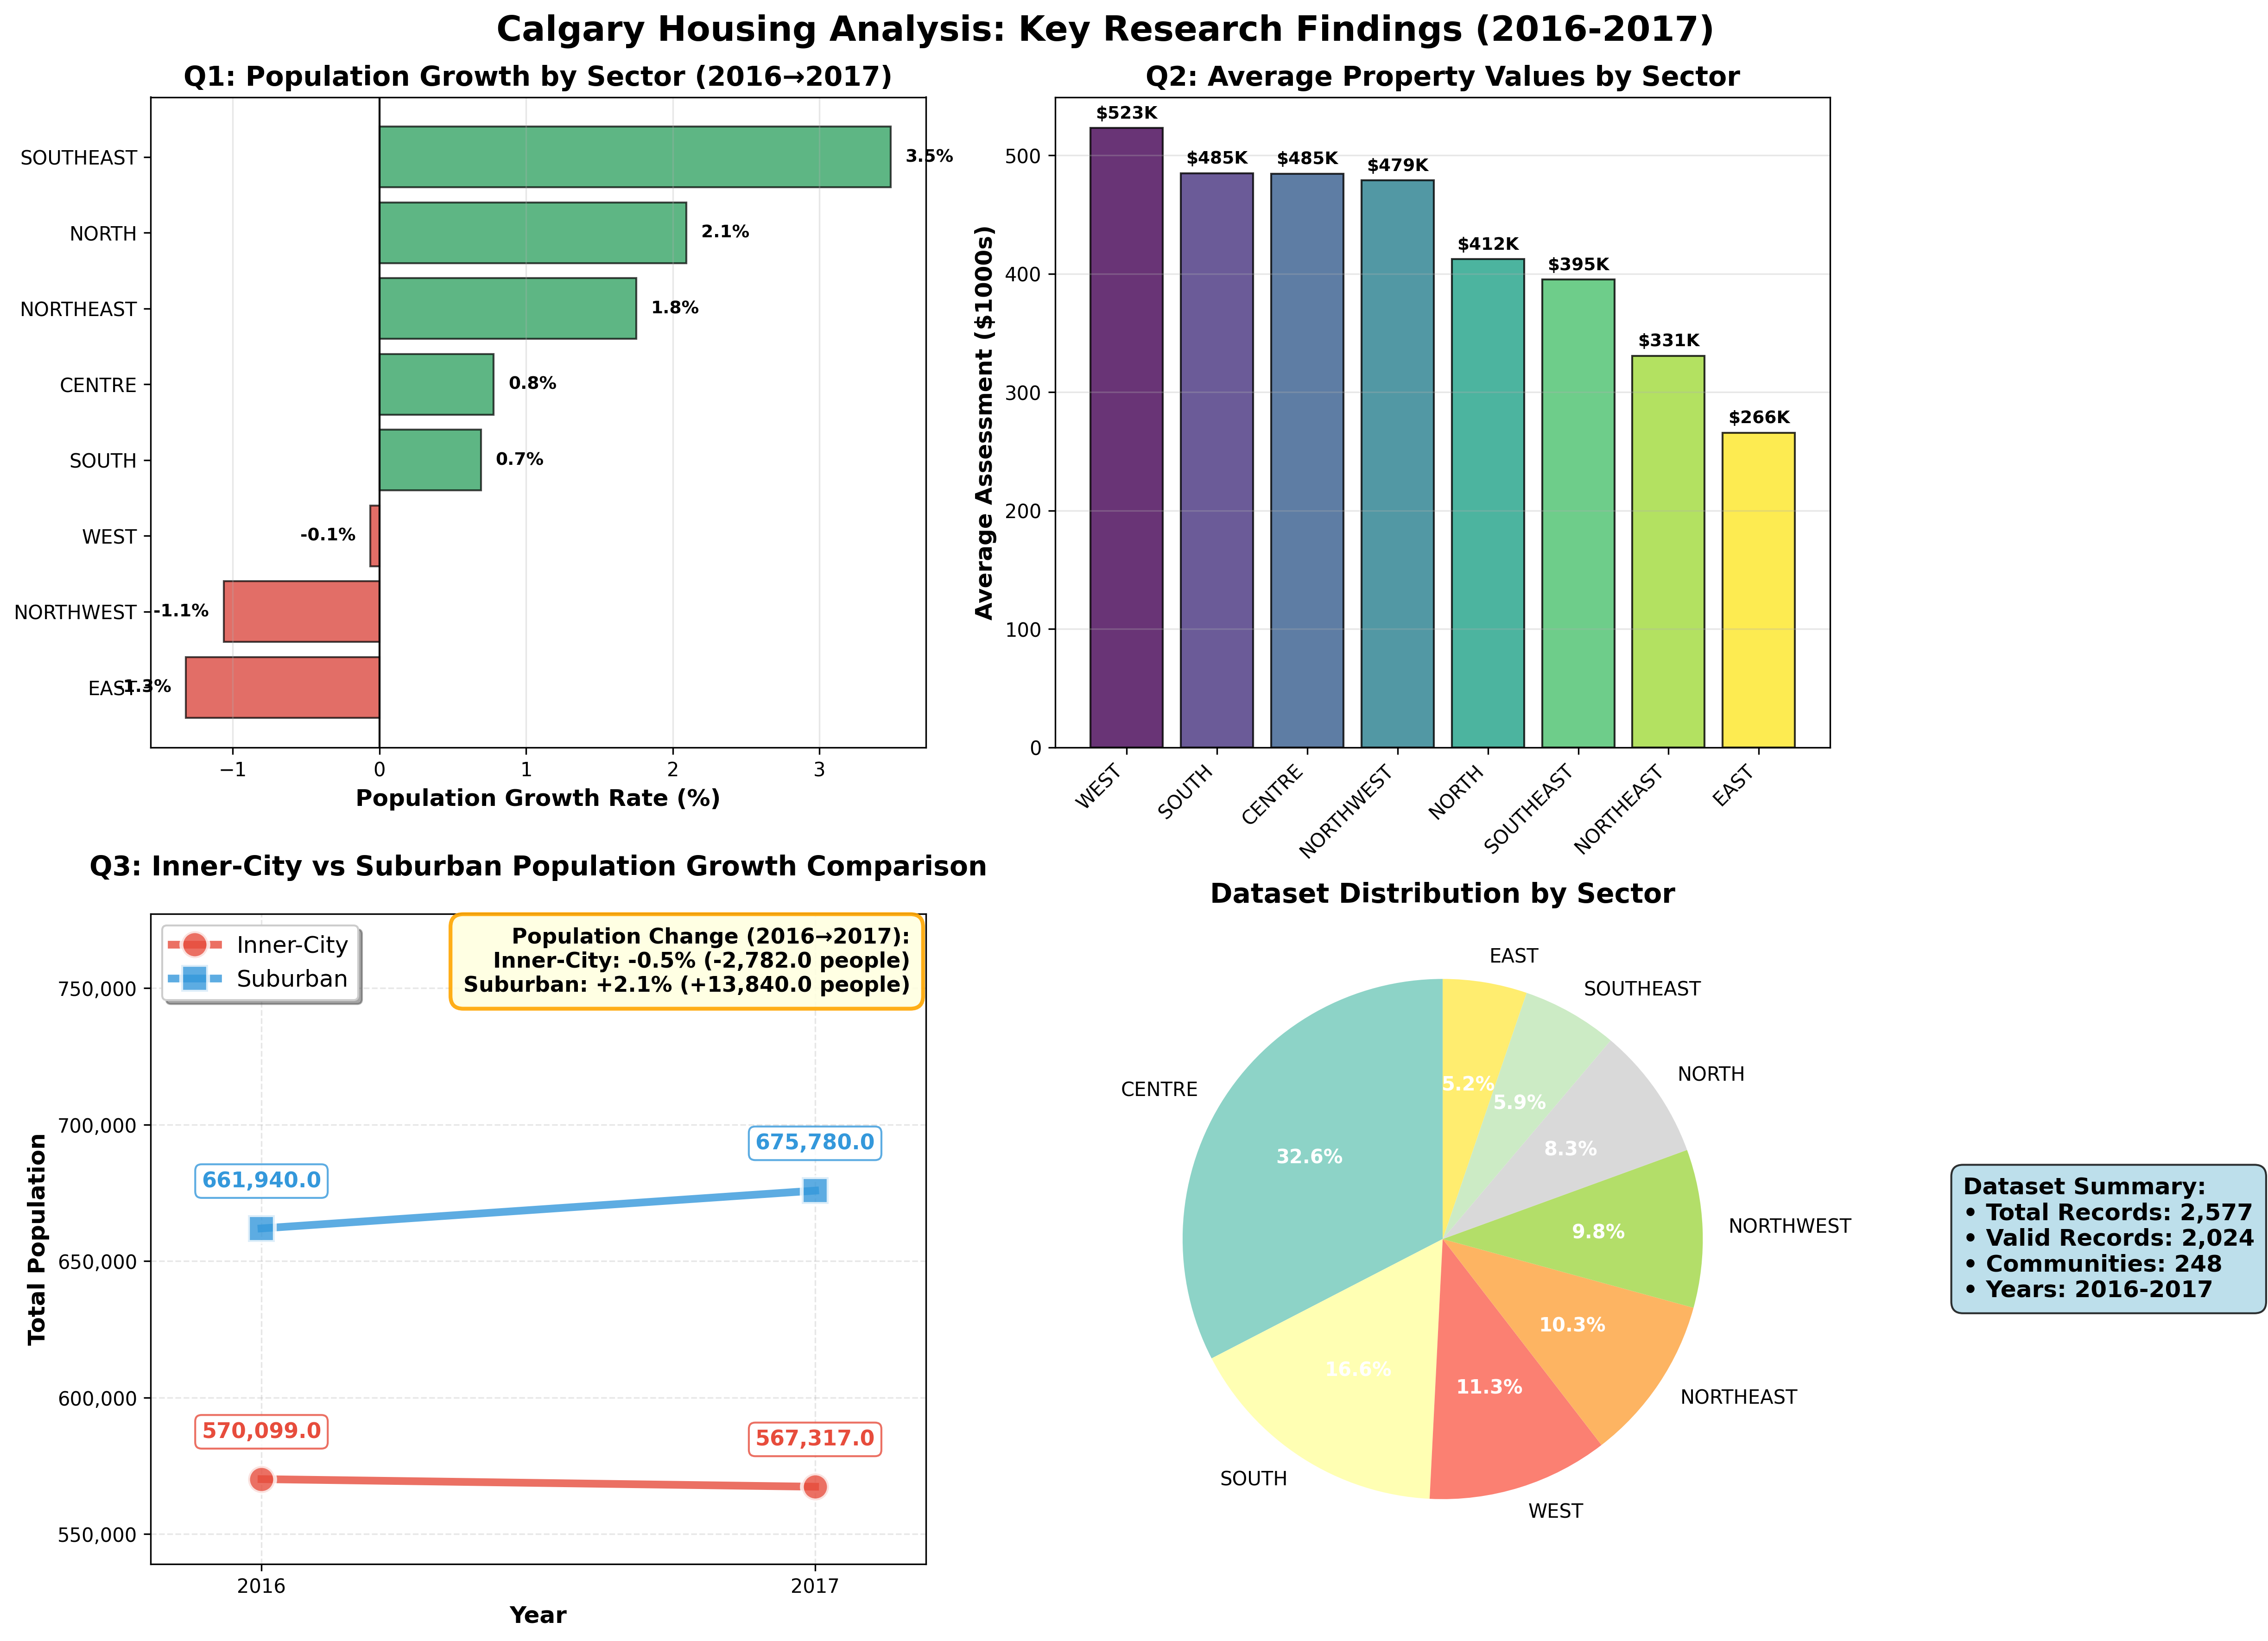 Calgary Housing Analysis: Key Research Findings (2016-2017)
Q1: Population Growth by Sector (2016→2017)
SOUTHEAST
3.5%
NORTH
2.1%
NORTHEAST
1.8%
CENTRE
0.8%
SOUTH
0.7%
WEST
-0.1%
NORTHWEST
-1.1%
EAST
-1.3%
−1
0
1
2
3
Population Growth Rate (%)
Q2: Average Property Values by Sector
Average Assessment ($1000s)
500
400
300
200
100
0
$523K
$485K
$485K
$479K
$412K
$395K
$331K
$266K
WEST
SOUTH
CENTRE
NORTHWEST
NORTH
SOUTHEAST
NORTHEAST
EAST
Q3: Inner-City vs Suburban Population Growth Comparison
Inner-City
Suburban
Population Change (2016→2017):
Inner-City: -0.5% (-2,782.0 people)
Suburban: +2.1% (+13,840.0 people)
Total Population
750,000
700,000
650,000
600,000
550,000
661,940.0
675,780.0
570,099.0
567,317.0
2016
2017
Year
Dataset Distribution by Sector
EAST
SOUTHEAST
NORTH
NORTHWEST
NORTHEAST
WEST
SOUTH
CENTRE
5.2%
5.9%
8.3%
9.8%
10.3%
11.3%
16.6%
32.6%
Dataset Summary:
• Total Records: 2,577
• Valid Records: 2,024
• Communities: 248
• Years: 2016-2017